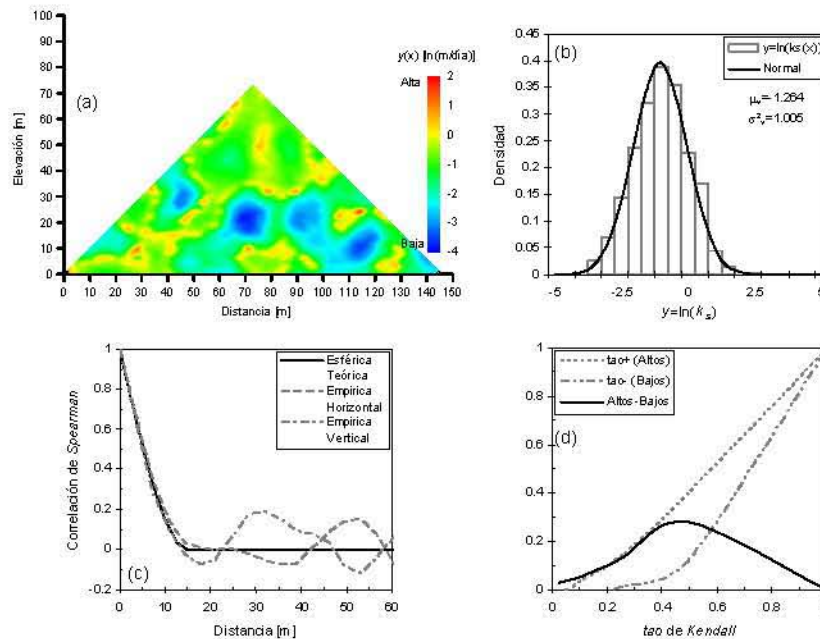 100
90
80
70
60
50
40
30
20
10
0
Elevación [m]
(a)
y(x) [ln(m/día)]
Alta
2
1
0
-1
-2
-3
Baja
-4
0 10 20 30 40 50 60 70 80 90 100 110 120 130 140 150
Distancia [m]
0.45
0.4
0.35
0.3
0.25
0.2
0.15
0.1
0.05
0
Densidad
(b)
y=ln(ks(x))
Normal
μy=-1.264
σ²y=1.005
-5 -2.5 0 2.5 5
y=ln(ks)
1
0.8
0.6
0.4
0.2
0
-0.2
Correlación de Spearman
Esférica
Teórica
Empirica
Horizontal
Empirica
Vertical
(c)
0 10 20 30 40 50 60
Distancia [m]
1
0.8
0.6
0.4
0.2
0
tao+ (Altos)
tao- (Bajos)
Altos-Bajos
(d)
0 0.2 0.4 0.6 0.8 1
tao de Kendall